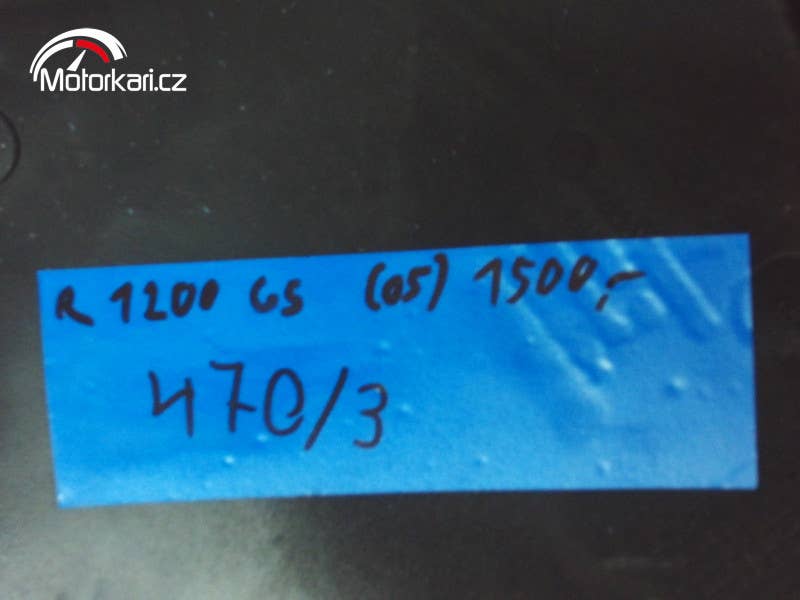 Motorkari.cz
R 1200 GS (05) 1500,-
470/3